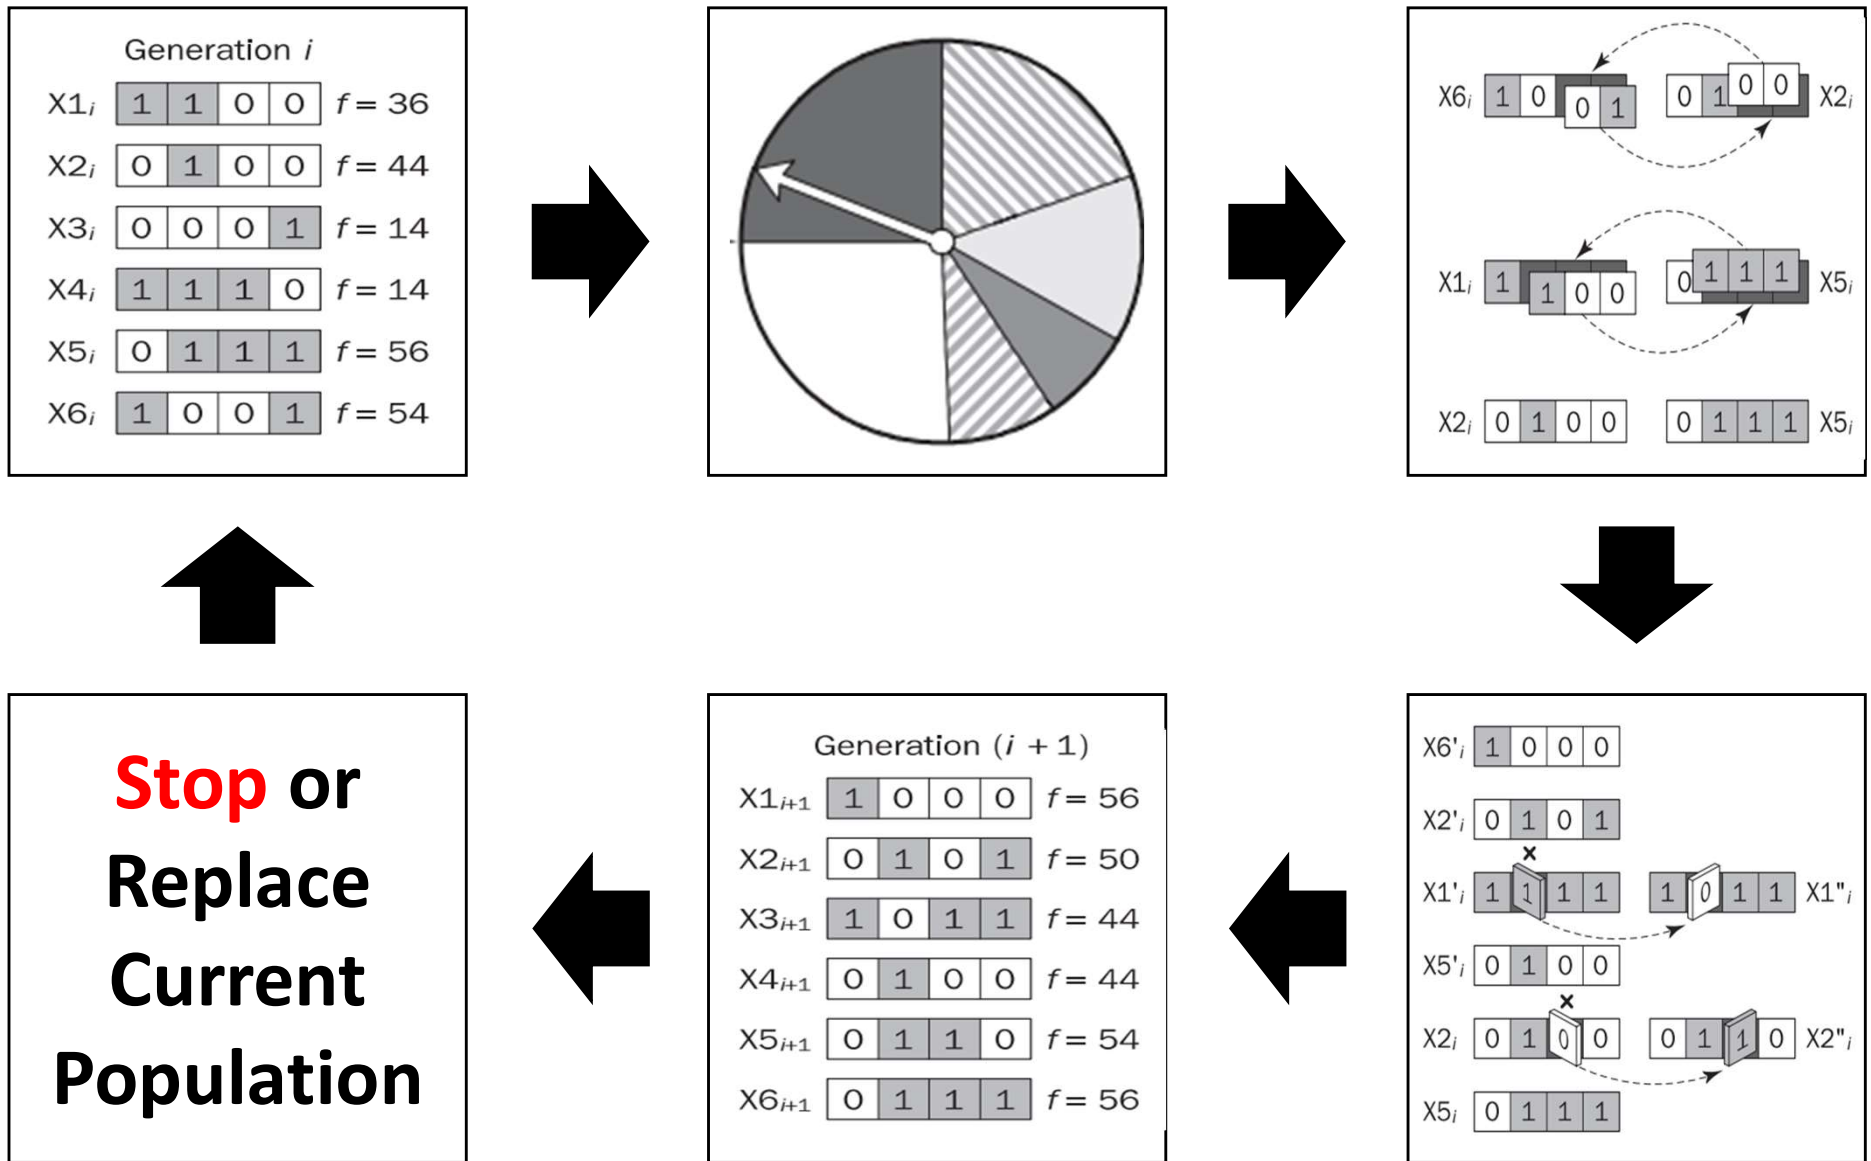 Generation i
X1i 1 1 0 0 f = 36
X2i 0 1 0 0 f = 44
X3i 0 0 0 1 f = 14
X4i 1 1 1 0 f = 14
X5i 0 1 1 1 f = 56
X6i 1 0 0 1 f = 54
X6i 1 0 0 1 0 1 0 0 X2i
X1i 1 1 0 0 0 1 1 1 X5i
X2i 0 1 0 0 0 1 1 1 X5i
X6'i 1 0 0 0
X2'i 0 1 0 1
×
X1'i 1 1 1 1 1 0 1 1 X1"i
X5'i 0 1 0 0
×
X2i 0 1 0 0 0 1 1 0 X2"i
X5i 0 1 1 1
Generation (i + 1)
X1i+1 1 0 0 0 f = 56
X2i+1 0 1 0 1 f = 50
X3i+1 1 0 1 1 f = 44
X4i+1 0 1 0 0 f = 44
X5i+1 0 1 1 0 f = 54
X6i+1 0 1 1 1 f = 56
Stop or
Replace
Current
Population